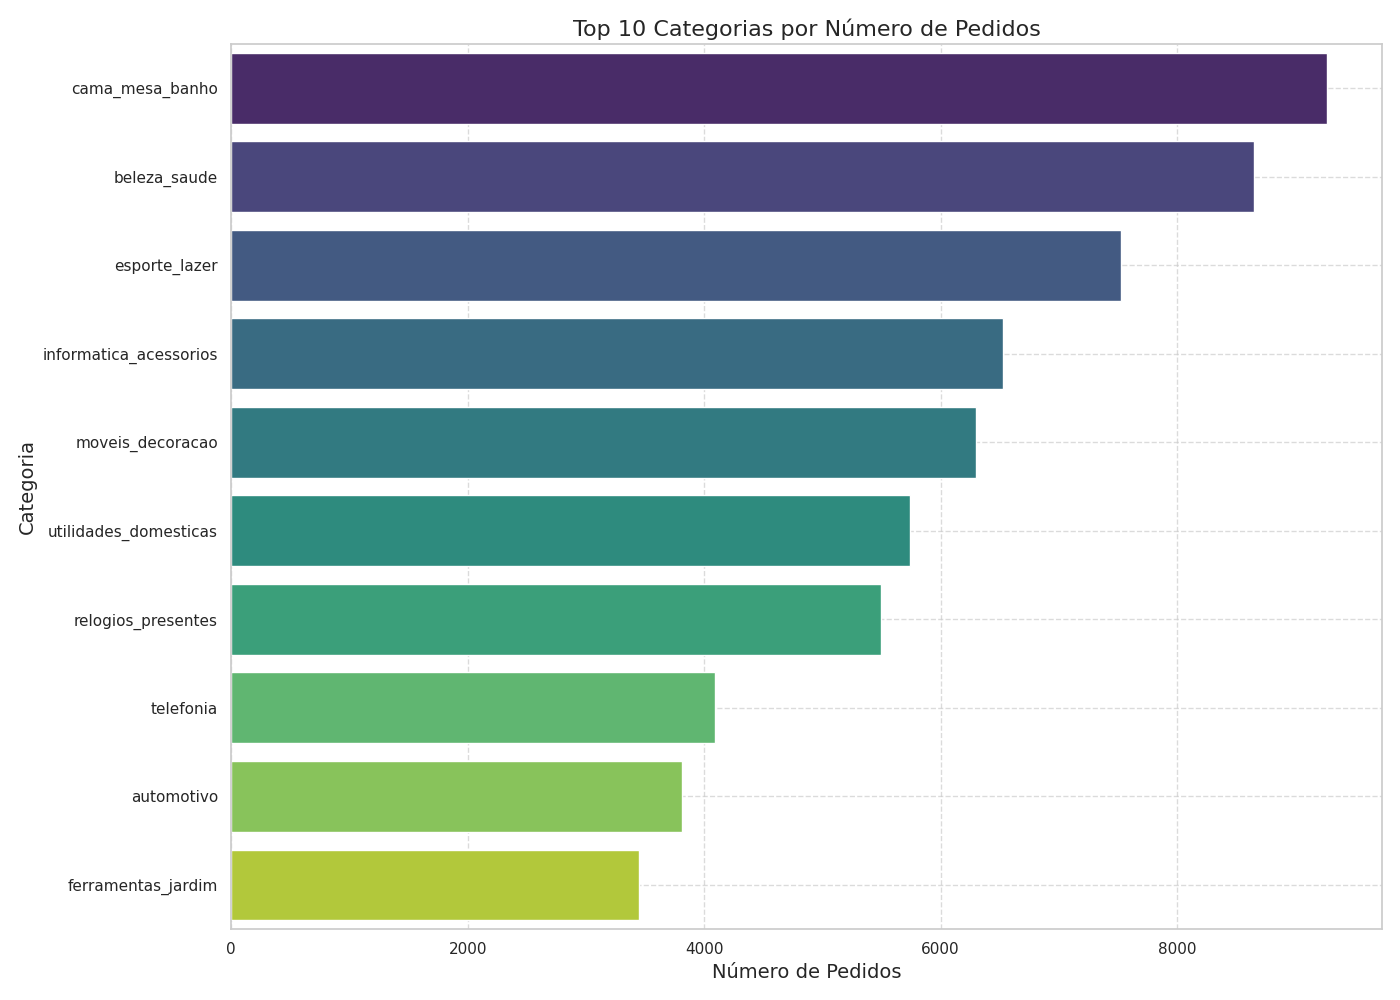 Top 10 Categorias por Número de Pedidos
cama_mesa_banho
beleza_saude
esporte_lazer
informatica_acessorios
moveis_decoracao
utilidades_domesticas
relogios_presentes
telefonia
automotivo
ferramentas_jardim
Categoria
0 2000 4000 6000 8000
Número de Pedidos